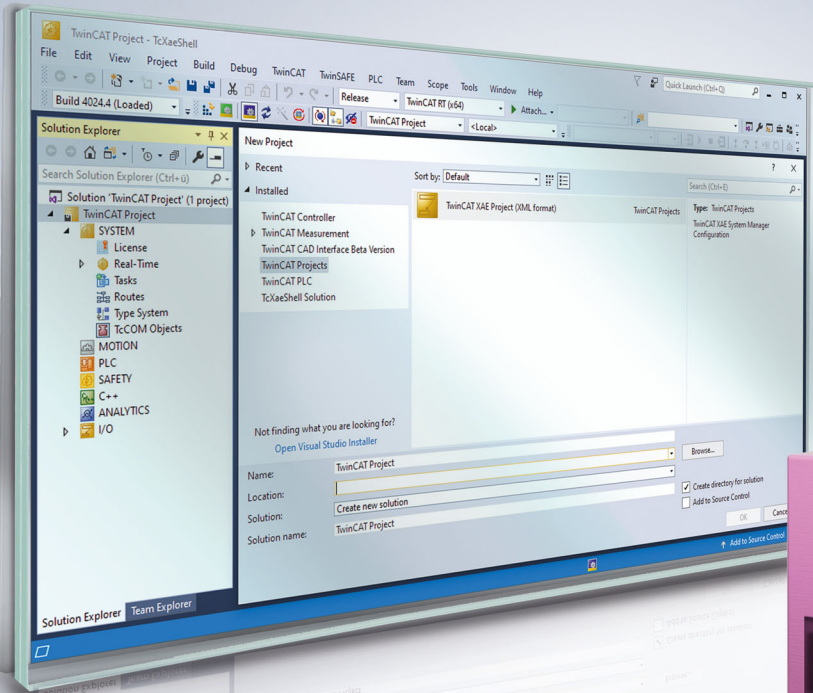 TwinCAT Project - TcXaeShell
File Edit View Project Build Debug TwinCAT TwinSAFE PLC Team Scope Tools Window Help
Quick Launch (Ctrl+Q)
Release TwinCAT RT (x64) Attach...
Build 4024.4 (Loaded) TwinCAT Project <Local>
Solution Explorer
Search Solution Explorer (Ctrl+ü)
Solution 'TwinCAT Project' (1 project)
TwinCAT Project
SYSTEM
License
Real-Time
Tasks
Routes
Type System
TcCOM Objects
MOTION
PLC
SAFETY
C++
ANALYTICS
I/O
Solution Explorer Team Explorer
New Project
? X
Recent
Installed
TwinCAT Controller
TwinCAT Measurement
TwinCAT CAD Interface Beta Version
TwinCAT Projects
TwinCAT PLC
TcXaeShell Solution
Not finding what you are looking for?
Open Visual Studio Installer
Sort by: Default
TwinCAT XAE Project (XML format) TwinCAT Projects
Search (Ctrl+E)
Type: TwinCAT Projects
TwinCAT XAE System Manager
Configuration
Name: TwinCAT Project
Location:
Browse...
Solution: Create new solution
Solution name: TwinCAT Project
Create directory for solution
Add to Source Control
OK
Add to Source Control